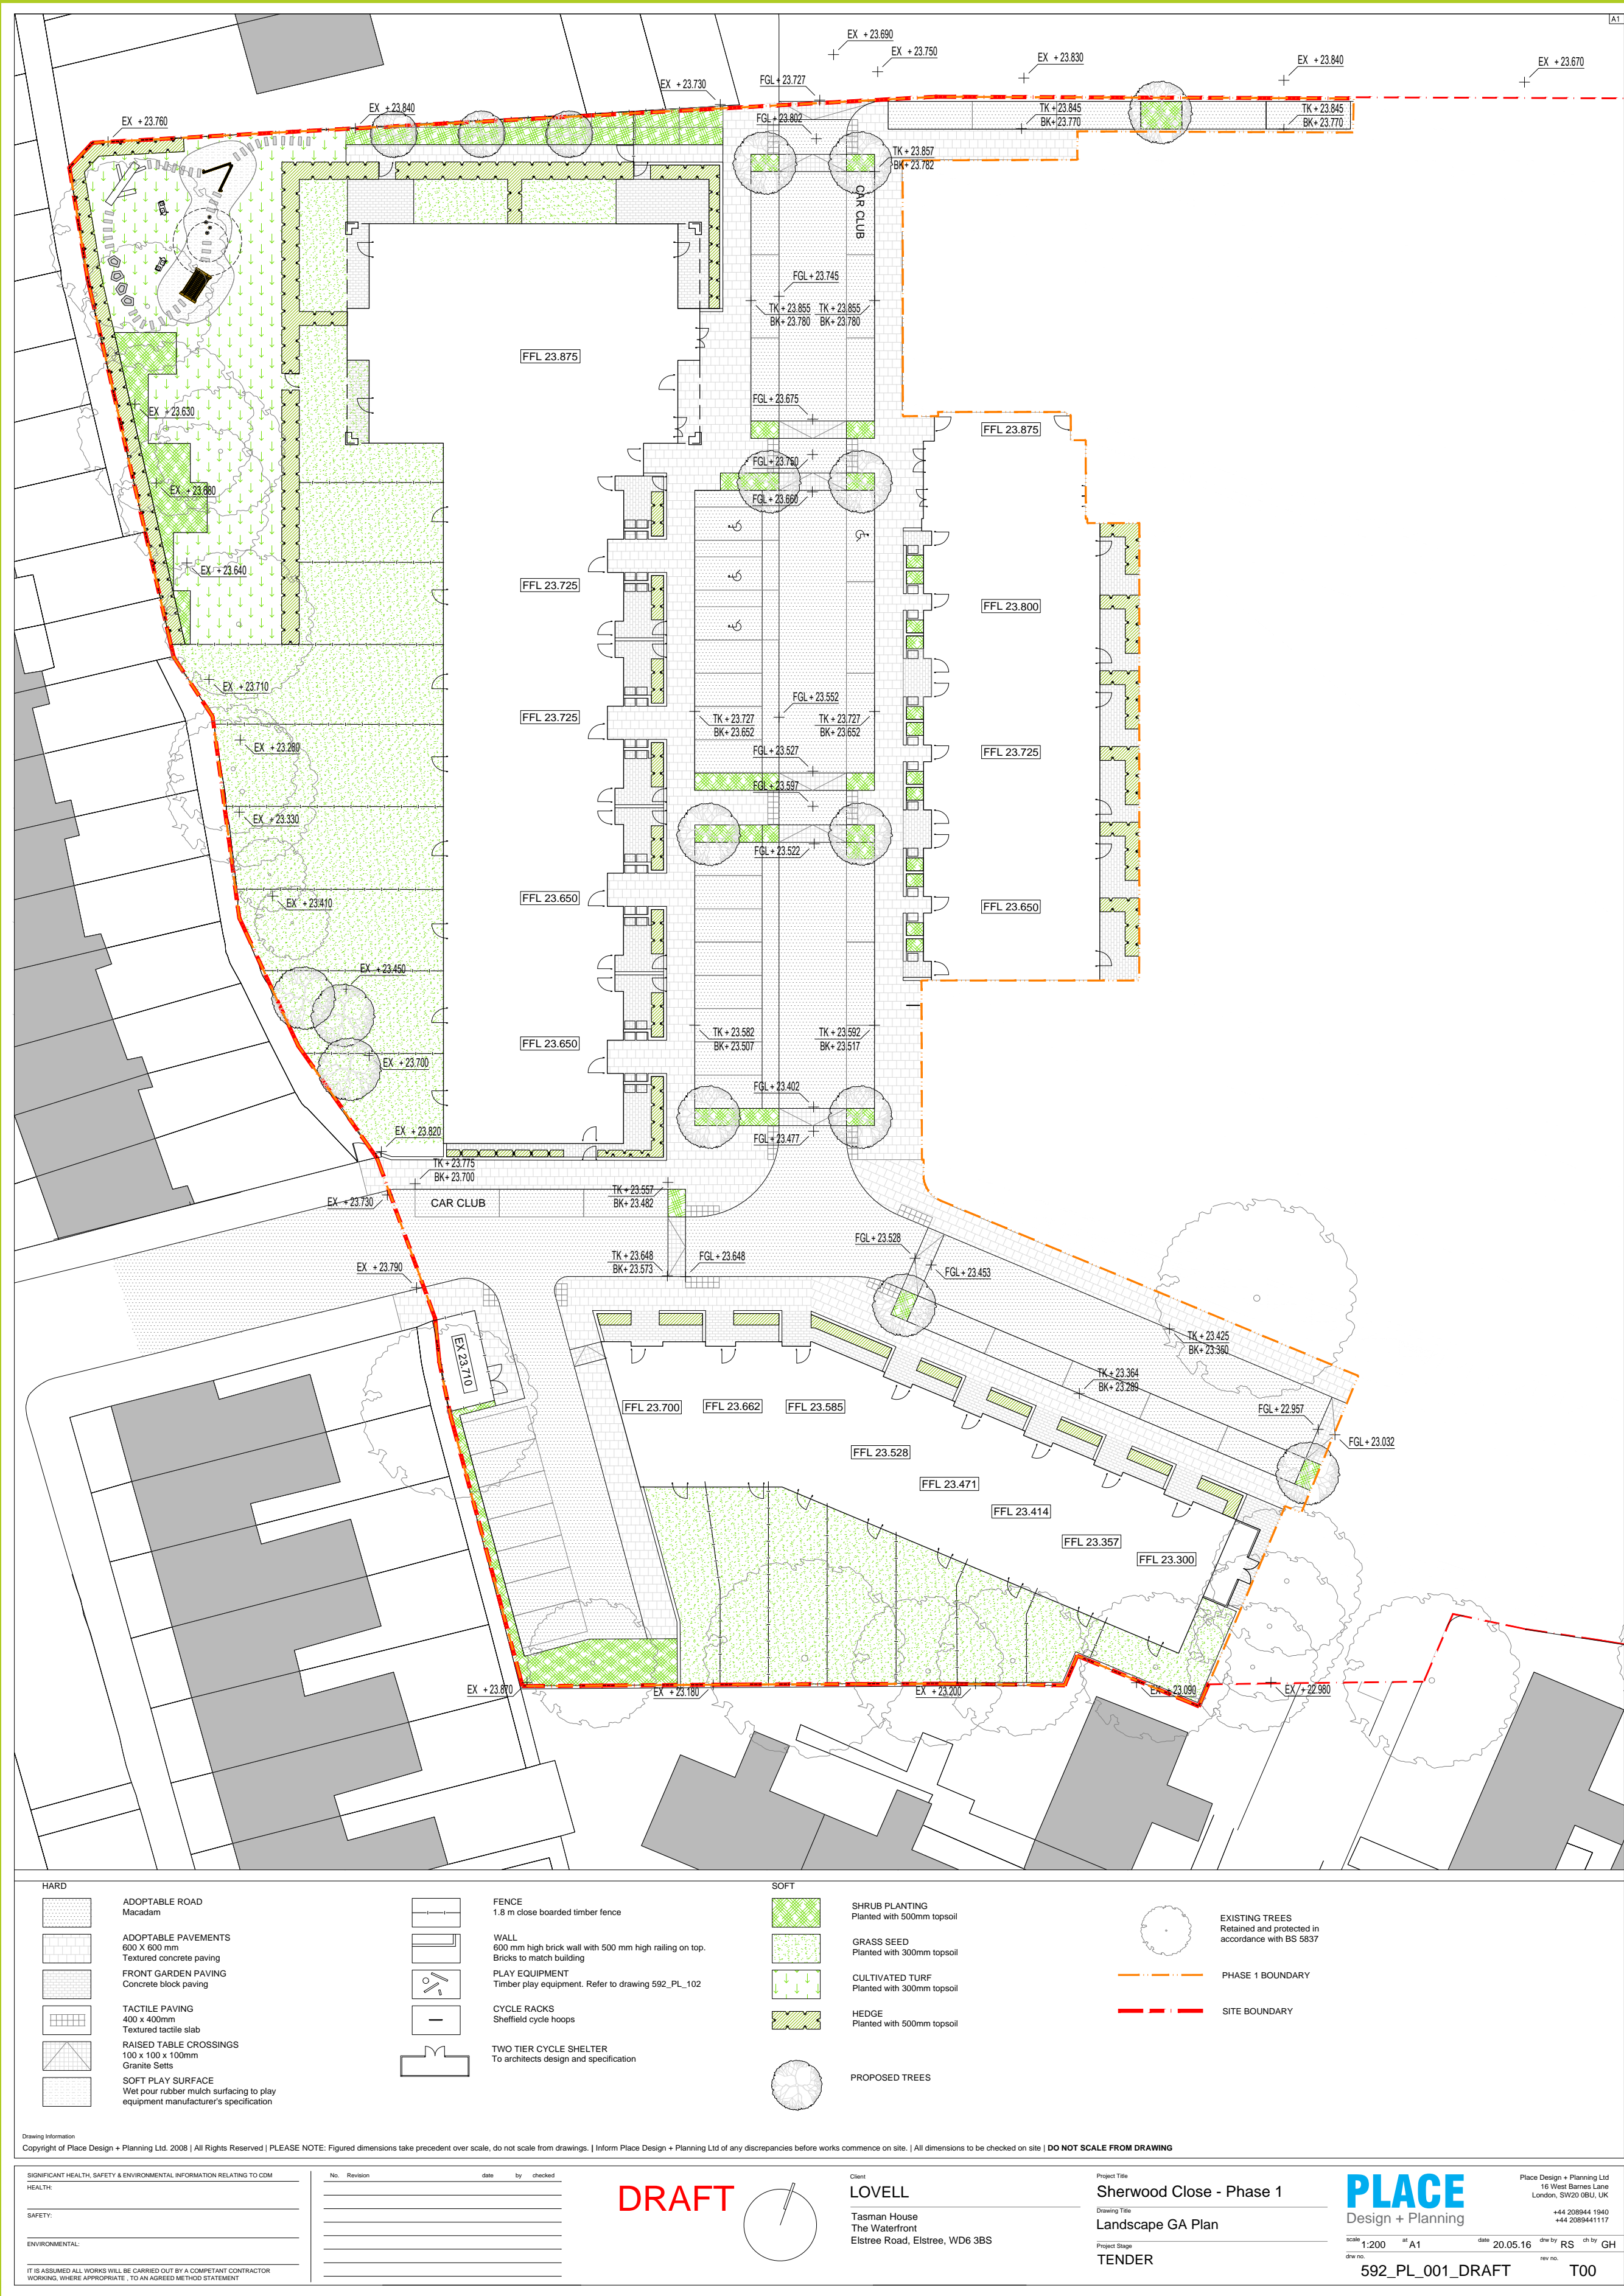 A1
EX + 23.690
EX + 23.750
EX + 23.830
EX + 23.840
EX + 23.670
EX + 23.730
FGL+ 23.727
EX + 23.840
EX + 23.760
FGL+ 23.802
TK + 23.845
BK+ 23.770
TK + 23.845
BK+ 23.770
TK + 23.857
BK+ 23.782
CAR CLUB
FGL+ 23.745
TK + 23.855
BK+ 23.780
TK + 23.855
BK+ 23.780
FFL 23.875
FGL+ 23.675
EX + 23.630
FFL 23.875
FGL+ 23.750
EX + 23.680
FGL+ 23.660
EX + 23.640
FFL 23.725
FFL 23.800
EX + 23.710
FGL+ 23.552
FFL 23.725
TK + 23.727
BK+ 23.652
TK + 23.727
BK+ 23.652
EX + 23.280
FGL+ 23.527
FFL 23.725
FGL+ 23.597
EX + 23.330
FGL+ 23.522
EX + 23.410
FFL 23.650
FFL 23.650
EX + 23.450
TK + 23.582
BK+ 23.507
TK + 23.592
BK+ 23.517
FFL 23.650
EX + 23.700
FGL+ 23.402
EX + 23.820
FGL+ 23.477
TK + 23.775
BK+ 23.700
EX + 23.730
CAR CLUB
TK + 23.557
BK+ 23.482
FGL+ 23.528
TK + 23.648
BK+ 23.573
FGL+ 23.648
EX + 23.790
FGL+ 23.453
EX 23.710
TK + 23.425
BK+ 23.350
TK + 23.364
BK+ 23.289
FFL 23.700
FFL 23.662
FFL 23.585
FGL+ 22.957
FGL+ 23.032
FFL 23.528
FFL 23.471
FFL 23.414
FFL 23.357
FFL 23.300
EX + 23.870
EX + 23.180
EX + 23.200
EX + 23.090
EX + 22.980
HARD
ADOPTABLE ROAD
Macadam
ADOPTABLE PAVEMENTS
600 X 600 mm
Textured concrete paving
FRONT GARDEN PAVING
Concrete block paving
TACTILE PAVING
400 x 400mm
Textured tactile slab
RAISED TABLE CROSSINGS
100 x 100 x 100mm
Granite Setts
SOFT PLAY SURFACE
Wet pour rubber mulch surfacing to play
equipment manufacturer's specification
FENCE
1.8 m close boarded timber fence
WALL
600 mm high brick wall with 500 mm high railing on top.
Bricks to match building
PLAY EQUIPMENT
Timber play equipment. Refer to drawing 592_PL_102
CYCLE RACKS
Sheffield cycle hoops
TWO TIER CYCLE SHELTER
To architects design and specification
SOFT
SHRUB PLANTING
Planted with 500mm topsoil
GRASS SEED
Planted with 300mm topsoil
CULTIVATED TURF
Planted with 300mm topsoil
HEDGE
Planted with 500mm topsoil
PROPOSED TREES
EXISTING TREES
Retained and protected in
accordance with BS 5837
PHASE 1 BOUNDARY
SITE BOUNDARY
Drawing Information
Copyright of Place Design + Planning Ltd. 2008 | All Rights Reserved | PLEASE NOTE: Figured dimensions take precedent over scale, do not scale from drawings. | Inform Place Design + Planning Ltd of any discrepancies before works commence on site. | All dimensions to be checked on site | DO NOT SCALE FROM DRAWING
SIGNIFICANT HEALTH, SAFETY & ENVIRONMENTAL INFORMATION RELATING TO CDM
HEALTH:
SAFETY:
ENVIRONMENTAL:
IT IS ASSUMED ALL WORKS WILL BE CARRIED OUT BY A COMPETANT CONTRACTOR
WORKING, WHERE APPROPRIATE , TO AN AGREED METHOD STATEMENT
No. Revision date by checked
DRAFT
Client
LOVELL
Tasman House
The Waterfront
Elstree Road, Elstree, WD6 3BS
Project Title
Sherwood Close - Phase 1
Drawing Title
Landscape GA Plan
Project Stage
TENDER
PLACE
Design + Planning
Place Design + Planning Ltd
16 West Barnes Lane
London, SW20 0BU, UK
+44 208944 1940
+44 2089441117
scale 1:200 at A1 date 20.05.16 drw by RS ch by GH
drw no. rev no.
592_PL_001_DRAFT T00